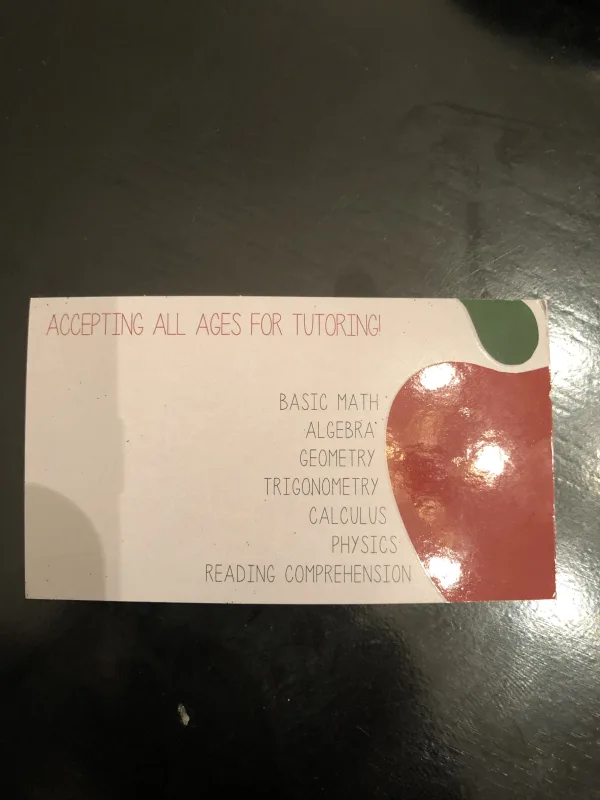 ACCEPTING ALL AGES FOR TUTORING!
BASIC MATH
ALGEBRA
GEOMETRY
TRIGONOMETRY
CALCULUS
PHYSICS
READING COMPREHENSION